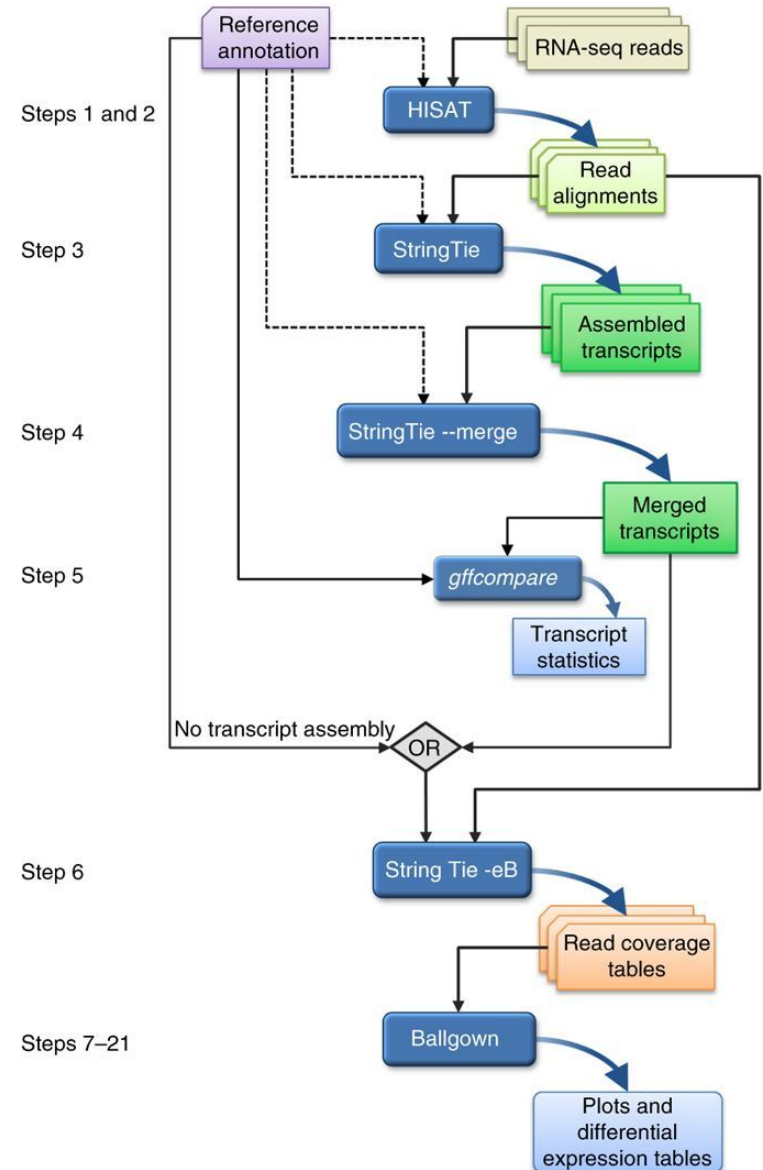 Reference
annotation
RNA-seq reads
Steps 1 and 2
HISAT
Read
alignments
Step 3
StringTie
Assembled
transcripts
Step 4
StringTie --merge
Merged
transcripts
Step 5
gffcompare
Transcript
statistics
No transcript assembly
OR
Step 6
String Tie -eB
Read coverage
tables
Steps 7–21
Ballgown
Plots and
differential
expression tables